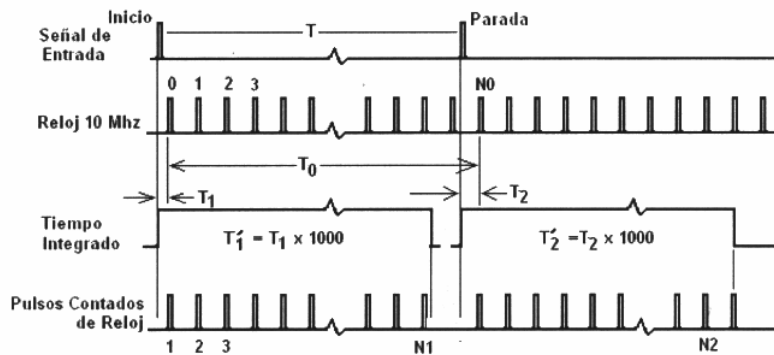 Inicio
Parada
Señal de
Entrada
T
0 1 2 3 N0
Reloj 10 Mhz
T0
T1
T2
Tiempo
Integrado
T´1 = T1 x 1000
T´2 =T2 x 1000
Pulsos Contados
de Reloj
1 2 3 N1 N2